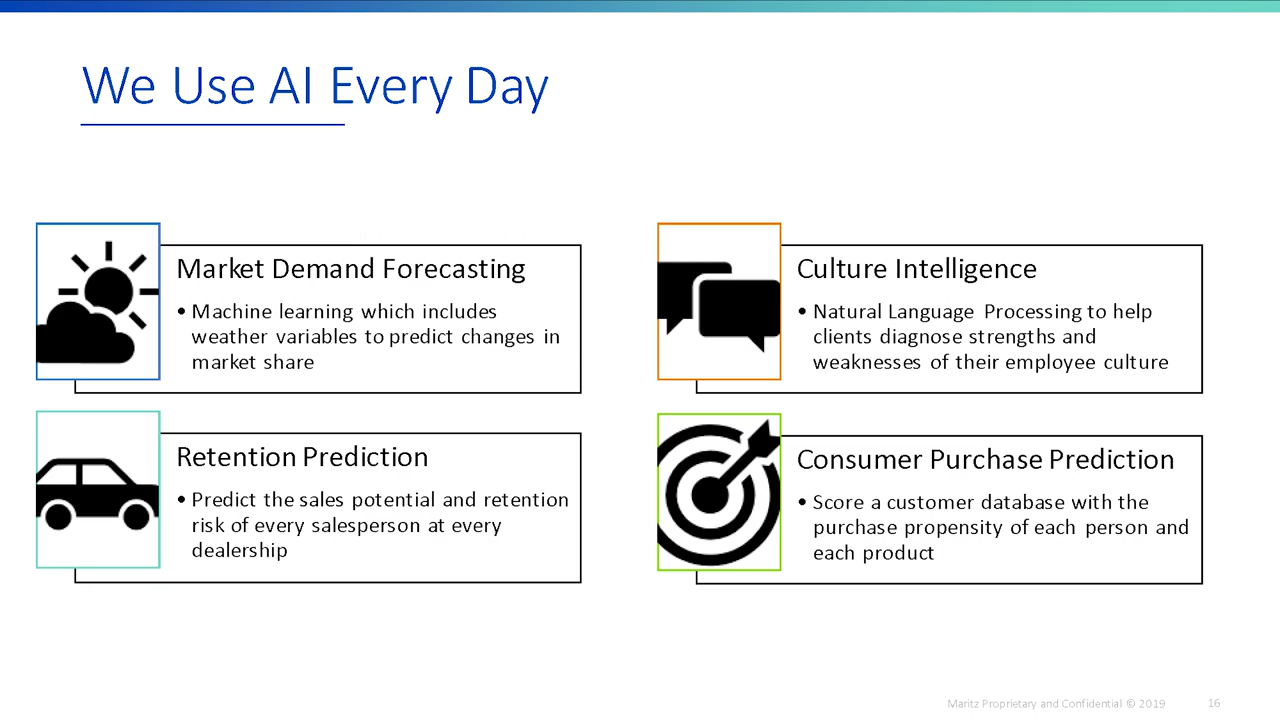 We Use AI Every Day
Market Demand Forecasting
• Machine learning which includes
weather variables to predict changes in
market share
Culture Intelligence
• Natural Language Processing to help
clients diagnose strengths and
weaknesses of their employee culture
Retention Prediction
• Predict the sales potential and retention
risk of every salesperson at every
dealership
Consumer Purchase Prediction
• Score a customer database with the
purchase propensity of each person and
each product
Maritz Proprietary and Confidential © 2019
16